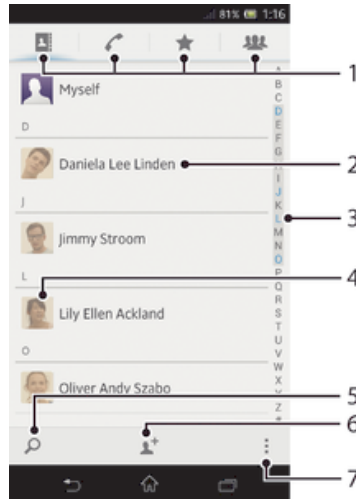 81% 1:16
1
Myself
A
B
C
D
E
F
G
I
J
K
L
M
N
O
P
Q
R
S
T
U
V
W
X
Y
Z
#
D
Daniela Lee Linden
2
J
3
Jimmy Stroom
L
4
Lily Ellen Ackland
O
Oliver Andy Szabo
5
6
7